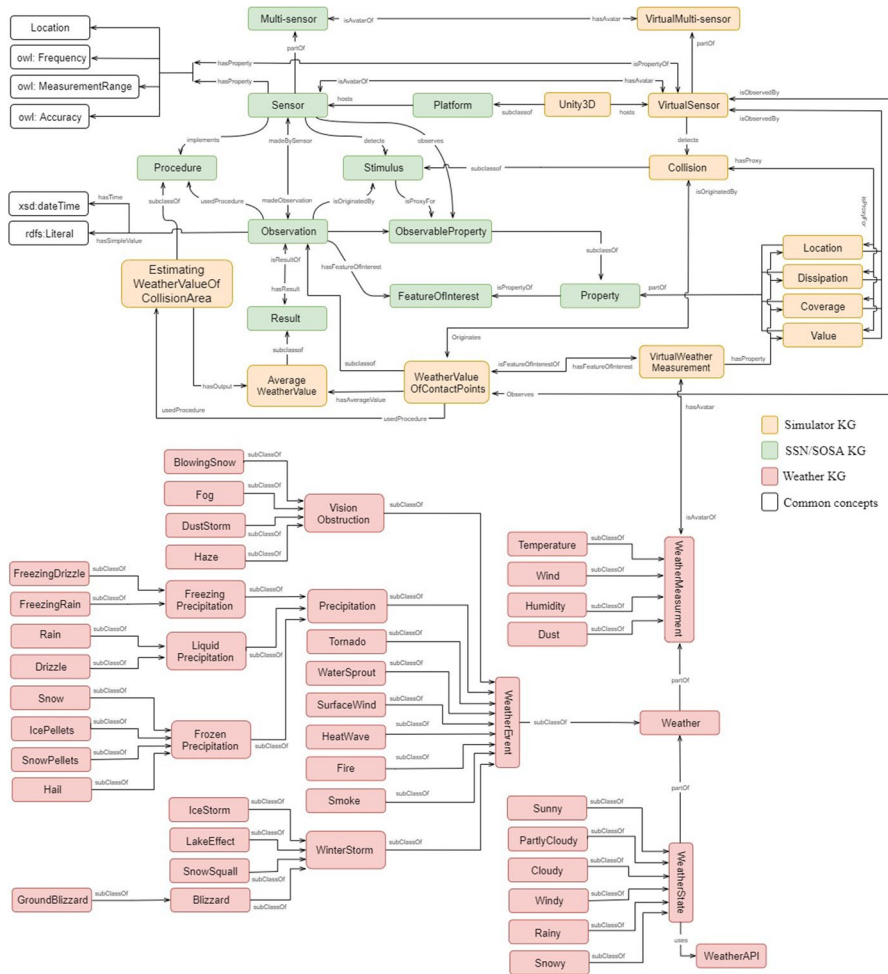 Location
owl: Frequency
owl: MeasurementRange
owl: Accuracy
Multi-sensor
isAvatarOf
hasAvatar
VirtualMulti-sensor
partOf
partOf
hasProperty
isPropertyOf
hasProperty
isAvatarOf
hasAvatar
isObservedBy
Sensor
hosts
Platform
subclassof
Unity3D
hosts
VirtualSensor
isObservedBy
implements
madeBySensor
detects
observes
detects
Procedure
Stimulus
subclassof
Collision
hasProxy
subclassOf
usedProcedure
madeObservation
isOriginatedBy
isProxyFor
isOriginatedBy
isProxyFor
xsd:dateTime
hasTime
rdfs:Literal
hasSimpleValue
Observation
ObservableProperty
Location
Estimating
WeatherValueOf
CollisionArea
isResultOf
hasResult
hasFeatureOfInterest
subclassOf
Dissipation
FeatureOfInterest
isPropertyOf
Property
partOf
Coverage
Result
Value
subclassof
subclassof
Originates
hasOutput
Average
WeatherValue
hasAverageValue
WeatherValue
OfContactPoints
isFeatureOfInterestOf
hasFeatureOfInterest
VirtualWeather
Measurement
hasProperty
usedProcedure
usedProcedure
Observes
hasAvatar
Simulator KG
SSN/SOSA KG
Weather KG
Common concepts
BlowingSnow
subClassOf
Fog
subClassOf
Vision
Obstruction
subClassOf
DustStorm
subClassOf
Haze
subClassOf
isAvatarOf
Temperature
subClassOf
Wind
subClassOf
Humidity
subClassOf
Dust
subClassOf
WeatherMeasurment
FreezingDrizzle
subClassOf
FreezingRain
subClassOf
Freezing
Precipitation
subClassOf
Precipitation
subClassOf
Rain
subClassOf
Drizzle
subClassOf
Liquid
Precipitation
subClassOf
Tornado
subClassOf
WaterSprout
subClassOf
Snow
subClassOf
IcePellets
subClassOf
SnowPellets
subClassOf
Hail
subClassOf
Frozen
Precipitation
subClassOf
SurfaceWind
subClassOf
HeatWave
subClassOf
Fire
subClassOf
Smoke
subClassOf
WeatherEvent
subClassOf
Weather
partOf
partOf
IceStorm
subClassOf
LakeEffect
subClassOf
SnowSquall
subClassOf
WinterStorm
subClassOf
GroundBlizzard
subClassOf
Blizzard
subClassOf
Sunny
subClassOf
PartlyCloudy
subClassOf
Cloudy
subClassOf
Windy
subClassOf
Rainy
subClassOf
Snowy
subClassOf
WeatherState
uses
WeatherAPI